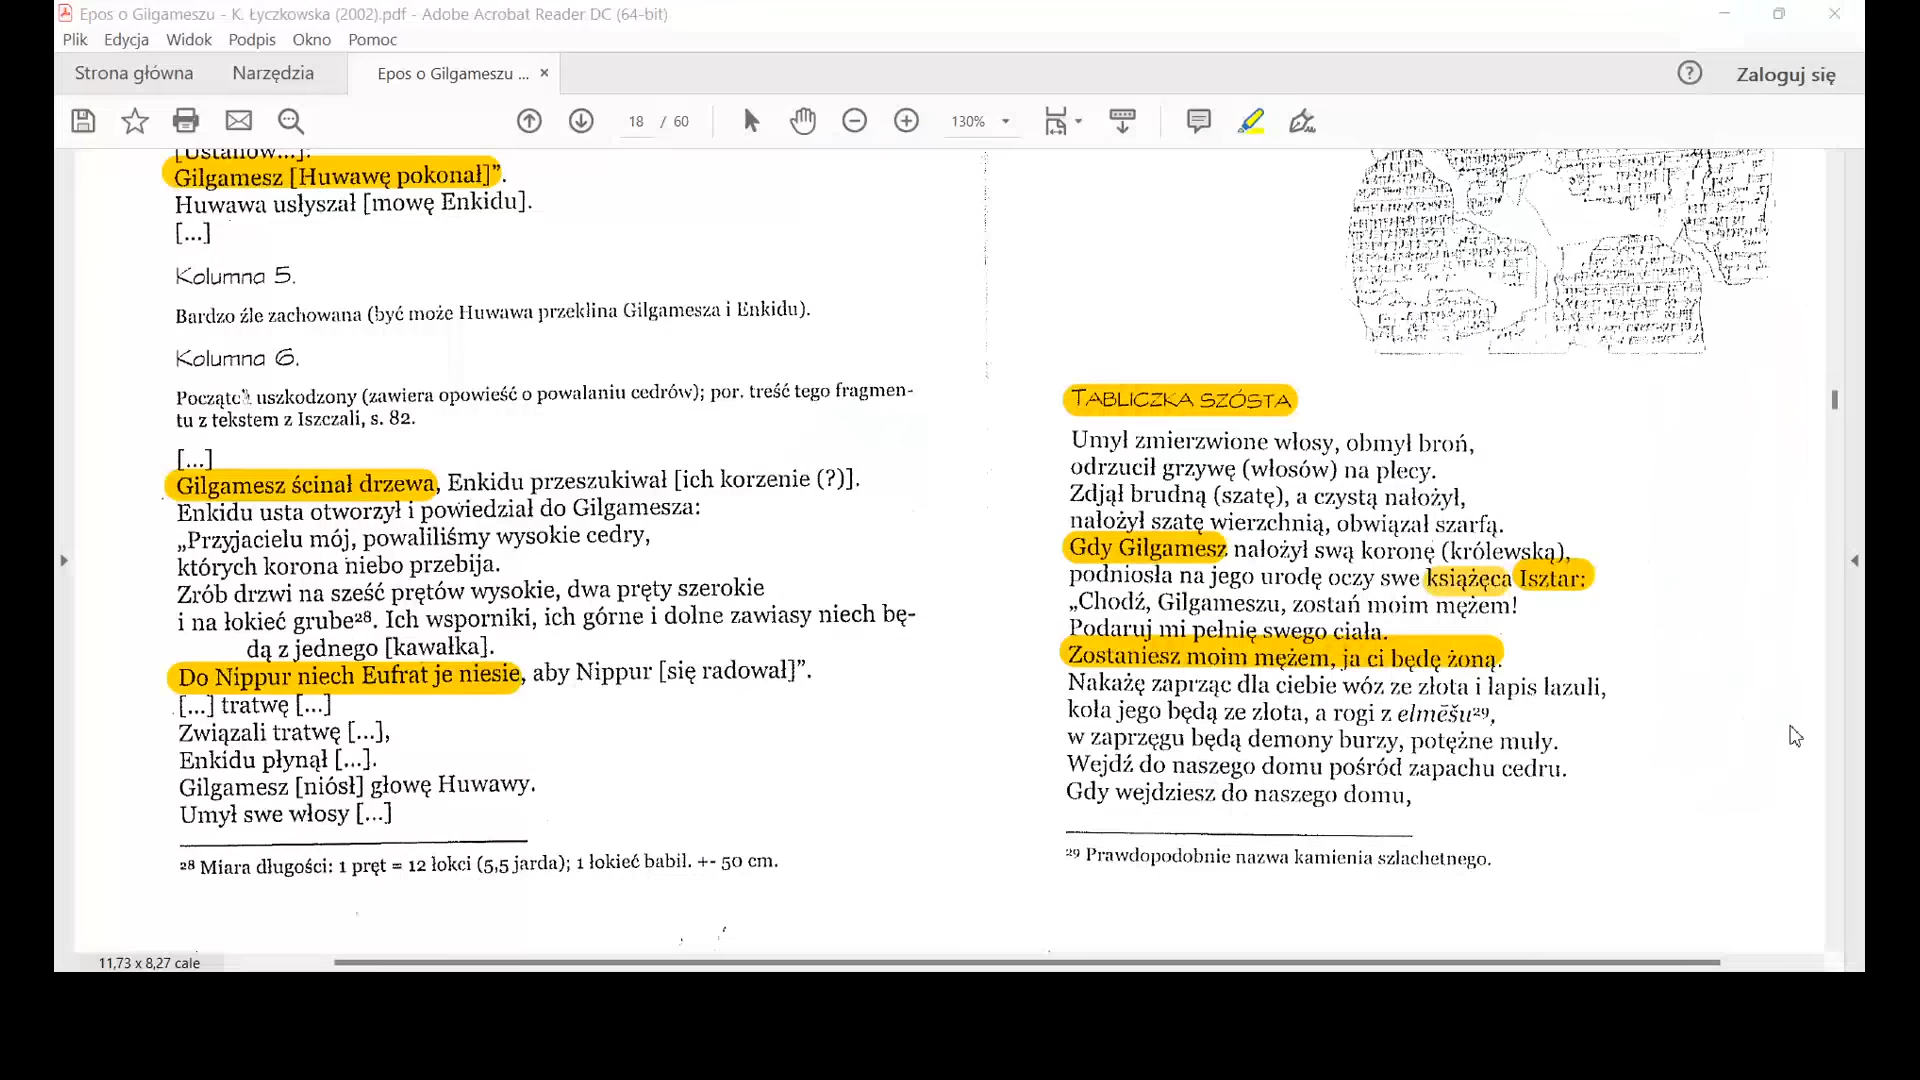 Epos o Gilgameszu - K. Łyczkowska (2002).pdf - Adobe Acrobat Reader DC (64-bit)
Plik Edycja Widok Podpis Okno Pomoc
Strona główna Narzędzia Epos o Gilgameszu ... × Zaloguj się
18 / 60 130%
[Ustanów...].
Gilgamesz [Huwawę pokonał]”.
Huwawa usłyszał [mowę Enkidu].
[...]
Kolumna 5.
Bardzo źle zachowana (być może Huwawa przeklina Gilgamesza i Enkidu).
Kolumna 6.
Początek uszkodzony (zawiera opowieść o powalaniu cedrów); por. treść tego fragmen-
tu z tekstem z Iszczali, s. 82.
[...]
Gilgamesz ścinał drzewa, Enkidu przeszukiwał [ich korzenie (?)].
Enkidu usta otworzył i powiedział do Gilgamesza:
„Przyjacielu mój, powaliliśmy wysokie cedry,
których korona niebo przebija.
Zrób drzwi na sześć prętów wysokie, dwa pręty szerokie
i na łokieć grube²⁸. Ich wsporniki, ich górne i dolne zawiasy niech bę-
dą z jednego [kawałka].
Do Nippur niech Eufrat je niesie, aby Nippur [się radował]”.
[...] tratwę [...]
Związali tratwę [...],
Enkidu płynął [...].
Gilgamesz [niósł] głowę Huwawy.
Umył swe włosy [...]
²⁸ Miara długości: 1 pręt = 12 łokci (5,5 jarda); 1 łokieć babil. +- 50 cm.
TABLICZKA SZÓSTA
Umył zmierzwione włosy, obmył broń,
odrzucił grzywę (włosów) na plecy.
Zdjął brudną (szatę), a czystą nałożył,
nałożył szatę wierzchnią, obwiązał szarfą.
Gdy Gilgamesz nałożył swą koronę (królewską),
podniosła na jego urodę oczy swe książęca Isztar:
„Chodź, Gilgameszu, zostań moim mężem!
Podaruj mi pełnię swego ciała.
Zostaniesz moim mężem, ja ci będę żoną.
Nakażę zaprząc dla ciebie wóz ze złota i lapis lazuli,
koła jego będą ze złota, a rogi z elmēšu²⁹,
w zaprzęgu będą demony burzy, potężne muły.
Wejdź do naszego domu pośród zapachu cedru.
Gdy wejdziesz do naszego domu,
²⁹ Prawdopodobnie nazwa kamienia szlachetnego.
11,73 x 8,27 cale